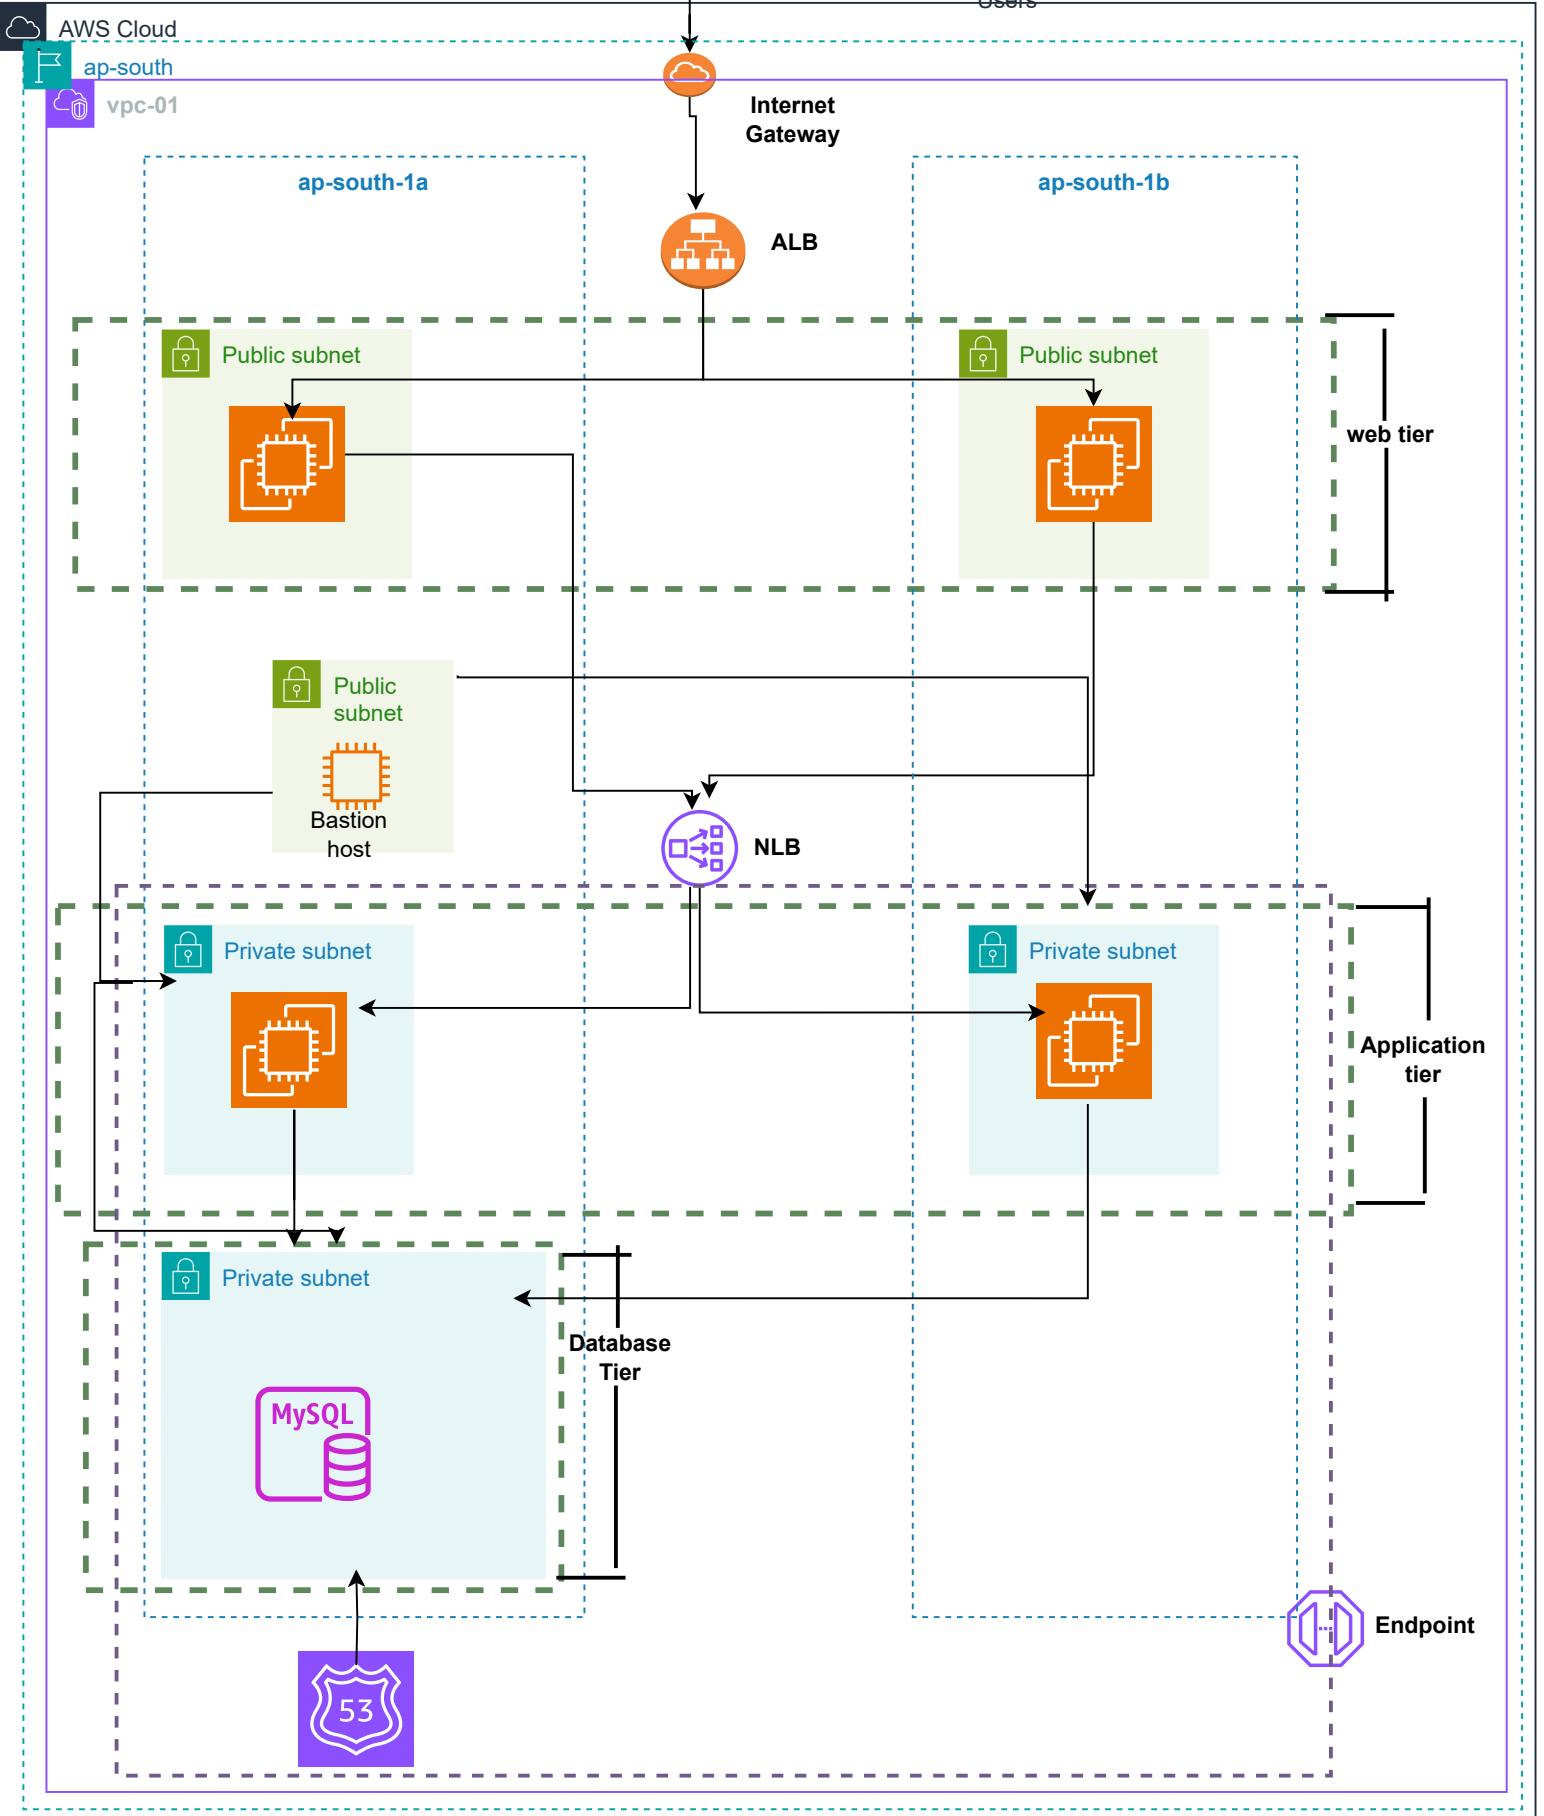 Users
AWS Cloud
ap-south
vpc-01
Internet
Gateway
ap-south-1a
ap-south-1b
ALB
Public subnet
Public subnet
web tier
Public
subnet
Bastion
host
NLB
Private subnet
Private subnet
Application
tier
Private subnet
Database
Tier
MySQL
Endpoint
53